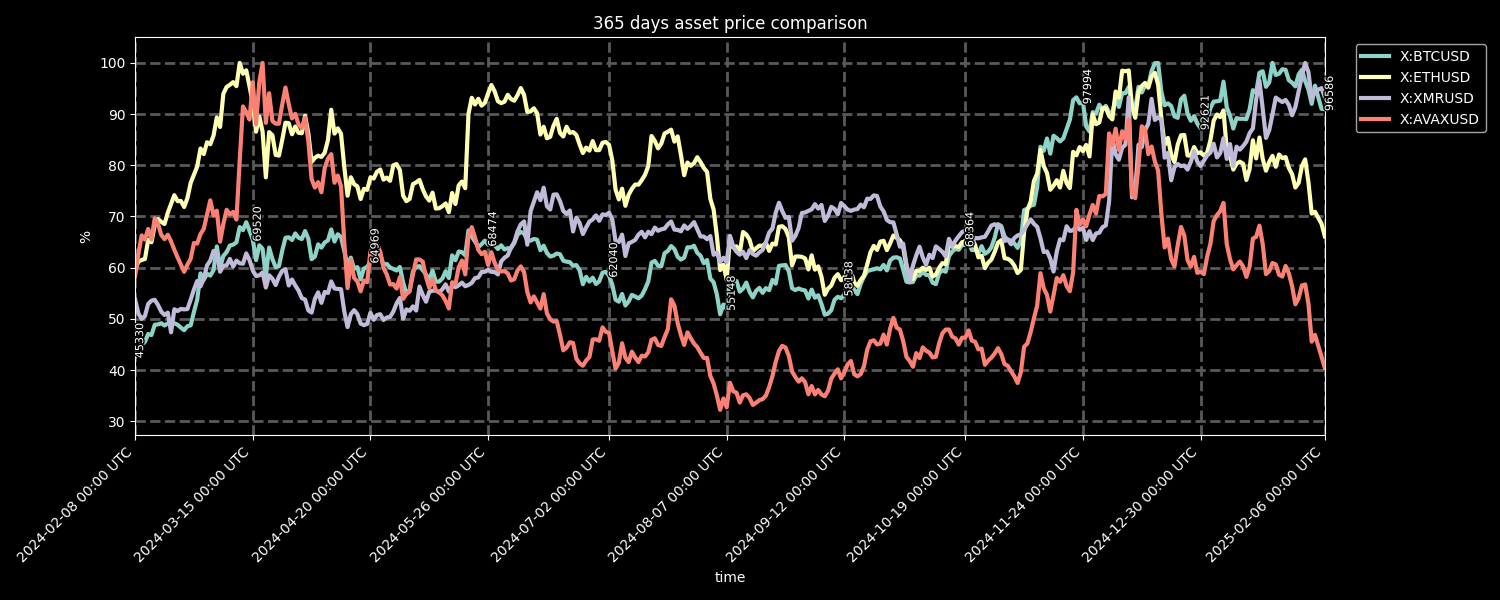 365 days asset price comparison
X:BTCUSD
X:ETHUSD
X:XMRUSD
X:AVAXUSD
%
100
90
80
70
60
50
40
30
45330
69520
64969
68474
62040
55148
58138
68364
97994
92621
96586
2024-02-08 00:00 UTC
2024-03-15 00:00 UTC
2024-04-20 00:00 UTC
2024-05-26 00:00 UTC
2024-07-02 00:00 UTC
2024-08-07 00:00 UTC
2024-09-12 00:00 UTC
2024-10-19 00:00 UTC
2024-11-24 00:00 UTC
2024-12-30 00:00 UTC
2025-02-06 00:00 UTC
time